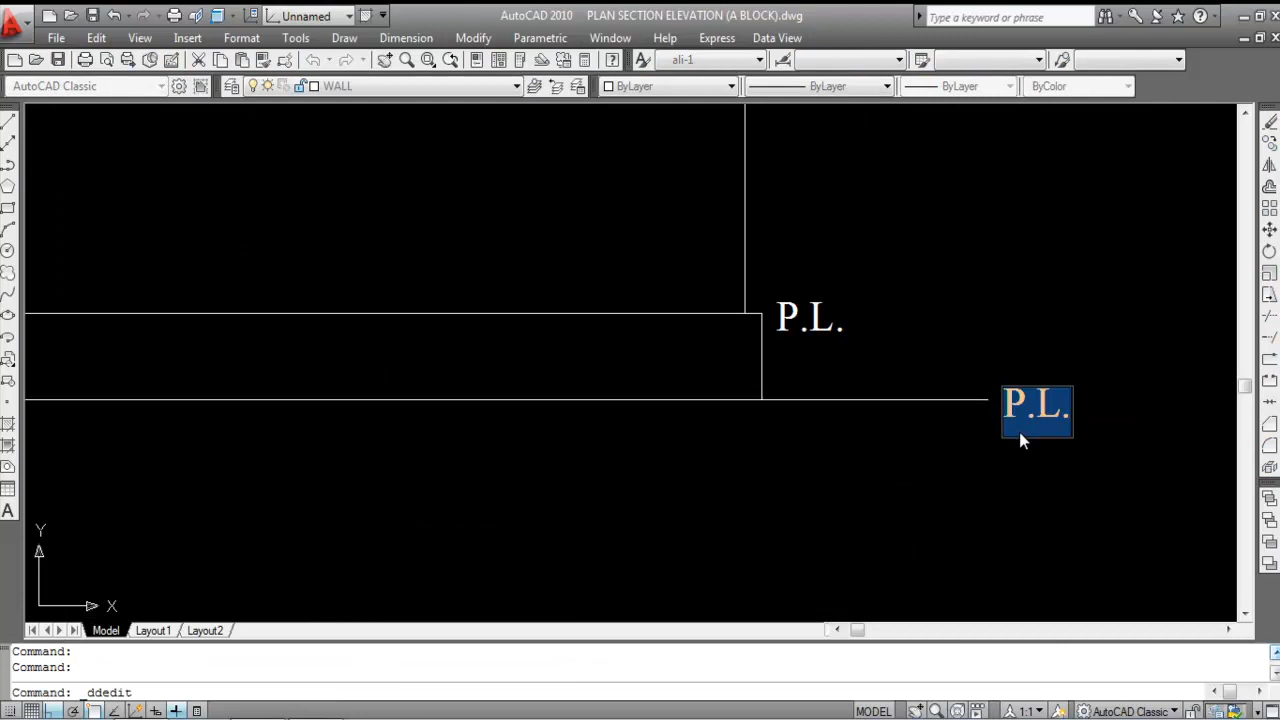 Unnamed
AutoCAD 2010 PLAN SECTION ELEVATION (A BLOCK).dwg
Type a keyword or phrase
File Edit View Insert Format Tools Draw Dimension Modify Parametric Window Help Express Data View
ali-1
AutoCAD Classic
WALL
ByLayer
ByLayer
ByLayer
ByColor
P.L.
P.L.
Y
X
Model Layout1 Layout2
Command:
Command:
Command: _ddedit
MODEL
1:1
AutoCAD Classic